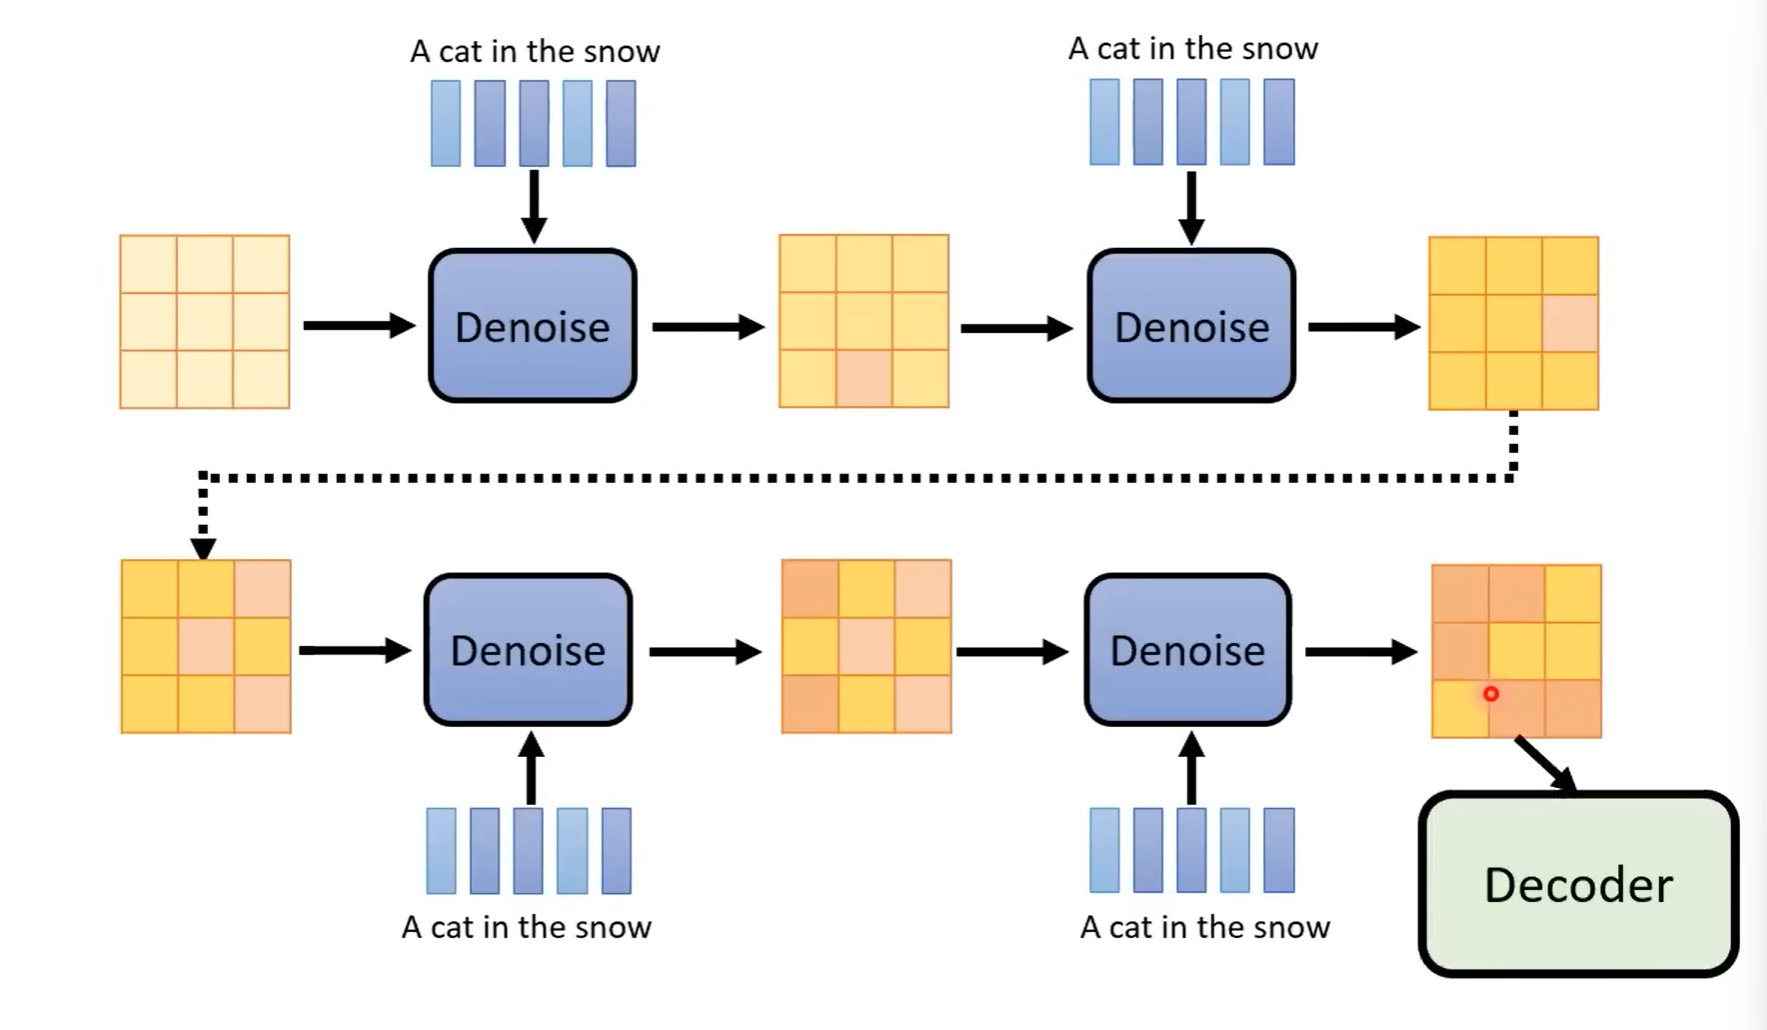 A cat in the snow
A cat in the snow
Denoise
Denoise
Denoise
Denoise
A cat in the snow
A cat in the snow
Decoder